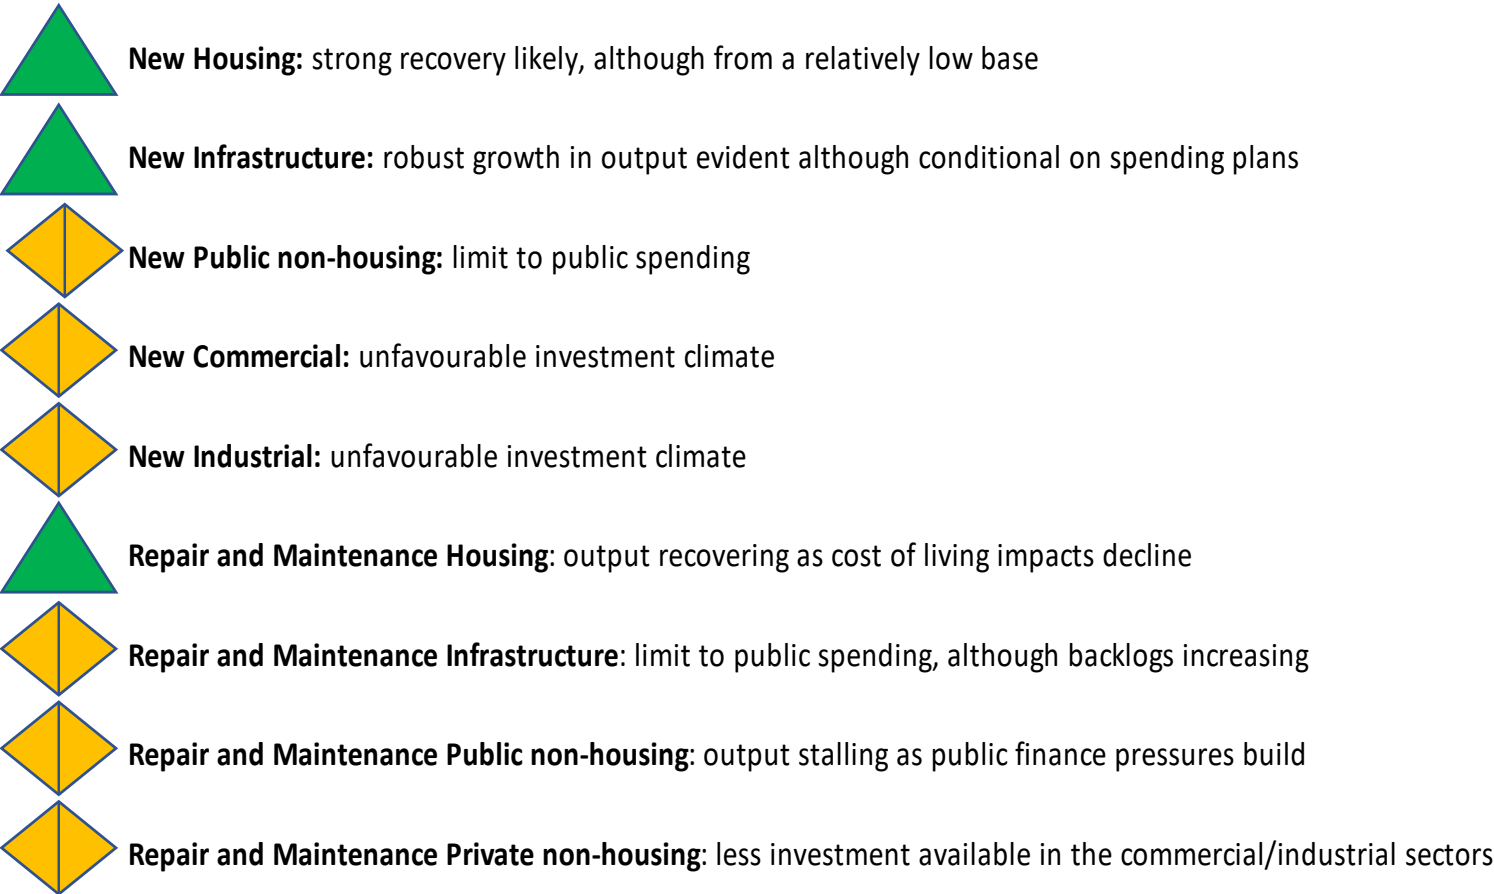 New Housing: strong recovery likely, although from a relatively low base
New Infrastructure: robust growth in output evident although conditional on spending plans
New Public non-housing: limit to public spending
New Commercial: unfavourable investment climate
New Industrial: unfavourable investment climate
Repair and Maintenance Housing: output recovering as cost of living impacts decline
Repair and Maintenance Infrastructure: limit to public spending, although backlogs increasing
Repair and Maintenance Public non-housing: output stalling as public finance pressures build
Repair and Maintenance Private non-housing: less investment available in the commercial/industrial sectors